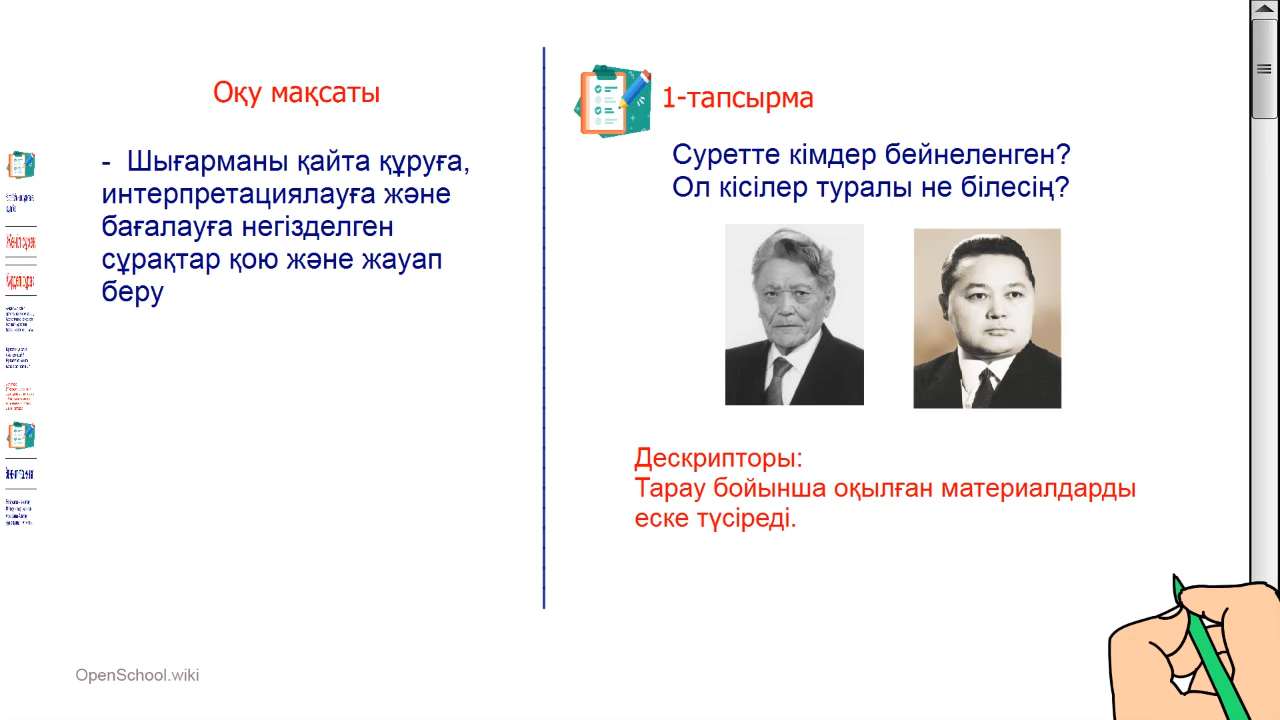 Оқу мақсаты
- Шығарманы қайта құруға,
интерпретациялауға және
бағалауға негізделген
сұрақтар қою және жауап
беру
1-тапсырма
Суретте кімдер бейнеленген?
Ол кісілер туралы не білесің?
Дескрипторы:
Тарау бойынша оқылған материалдарды
еске түсіреді.
OpenSchool.wiki